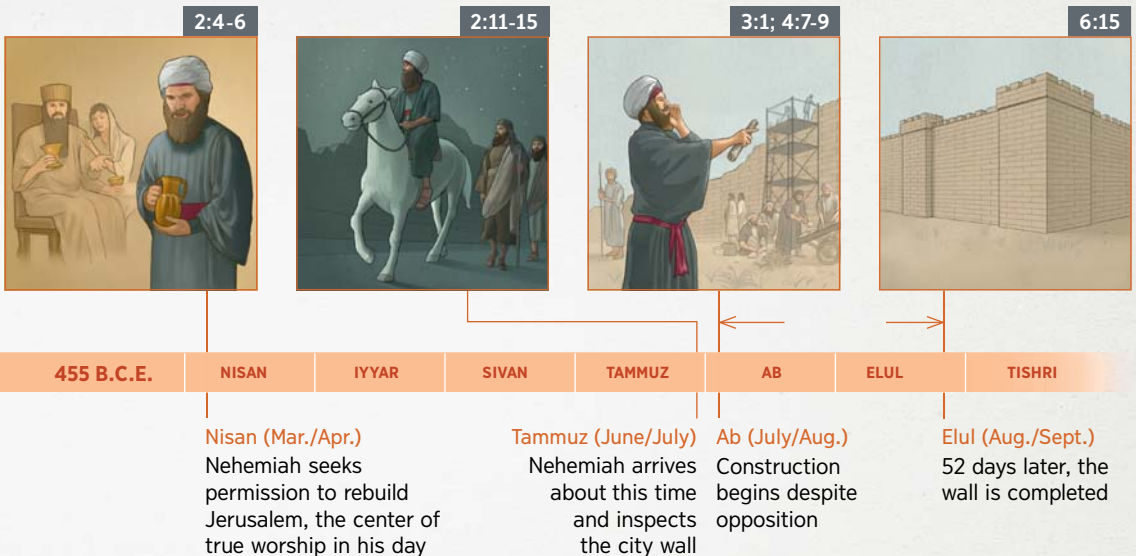 2:4-6
2:11-15
3:1; 4:7-9
6:15
455 B.C.E.
NISAN
IYYAR
SIVAN
TAMMUZ
AB
ELUL
TISHRI
Nisan (Mar./Apr.)
Nehemiah seeks
permission to rebuild
Jerusalem, the center of
true worship in his day
Tammuz (June/July)
Nehemiah arrives
about this time
and inspects
the city wall
Ab (July/Aug.)
Construction
begins despite
opposition
Elul (Aug./Sept.)
52 days later, the
wall is completed